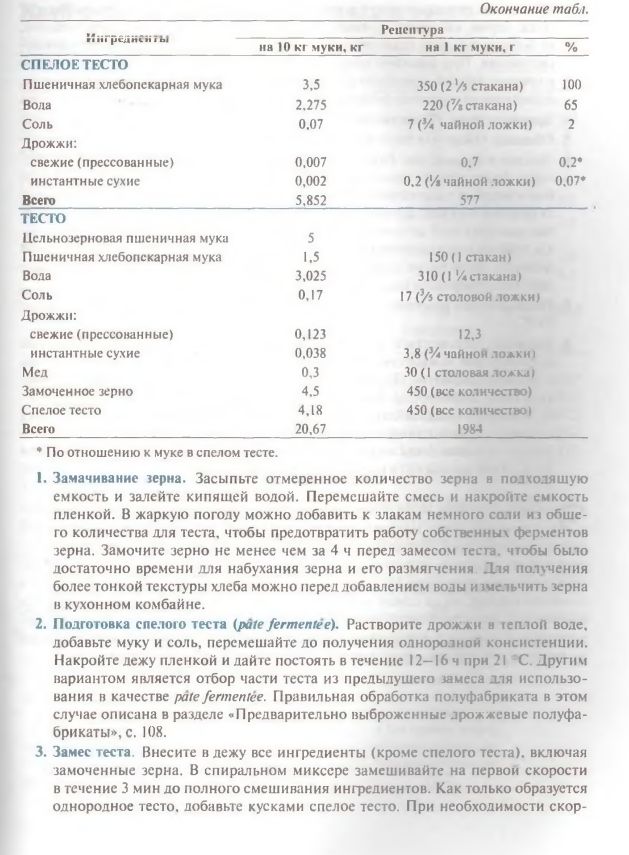 Окончание табл.
Ингредиенты Рецептура
на 10 кг муки, кг на 1 кг муки, г %
СПЕЛОЕ ТЕСТО
Пшеничная хлебопекарная мука 3,5 350 (2 ⅓ стакана) 100
Вода 2,275 220 (⅞ стакана) 65
Соль 0,07 7 (¾ чайной ложки) 2
Дрожжи:
свежие (прессованные) 0,007 0,7 0,2*
инстантные сухие 0,002 0,2 (⅛ чайной ложки) 0,07*
Всего 5,852 577
ТЕСТО
Цельнозерновая пшеничная мука 5
Пшеничная хлебопекарная мука 1,5 150 (1 стакан)
Вода 3,025 310 (1 ¼ стакана)
Соль 0,17 17 (⅗ столовой ложки)
Дрожжи:
свежие (прессованные) 0,123 12,3
инстантные сухие 0,038 3,8 (¾ чайной ложки)
Мед 0,3 30 (1 столовая ложка)
Замоченное зерно 4,5 450 (все количество)
Спелое тесто 4,18 450 (все количество)
Всего 20,67 1984
* По отношению к муке в спелом тесте.
1. Замачивание зерна. Засыпьте отмеренное количество зерна в подходящую
емкость и залейте кипящей водой. Перемешайте смесь и накройте емкость
пленкой. В жаркую погоду можно добавить к злакам немного соли из обще-
го количества для теста, чтобы предотвратить работу собственных ферментов
зерна. Замочите зерно не менее чем за 4 ч перед замесом теста, чтобы было
достаточно времени для набухания зерна и его размягчения. Для получения
более тонкой текстуры хлеба можно перед добавлением воды измельчить зерна
в кухонном комбайне.
2. Подготовка спелого теста (pâte fermentée). Растворите дрожжи в теплой воде,
добавьте муку и соль, перемешайте до получения однородной консистенции.
Накройте дежу пленкой и дайте постоять в течение 12—16 ч при 21 °С. Другим
вариантом является отбор части теста из предыдущего замеса для использо-
вания в качестве pâte fermentée. Правильная обработка полуфабриката в этом
случае описана в разделе «Предварительно выброженные дрожжевые полуфа-
брикаты», с. 108.
3. Замес теста. Внесите в дежу все ингредиенты (кроме спелого теста), включая
замоченные зерна. В спиральном миксере замешивайте на первой скорости
в течение 3 мин до полного смешивания ингредиентов. Как только образуется
однородное тесто, добавьте кусками спелое тесто. При необходимости скор-